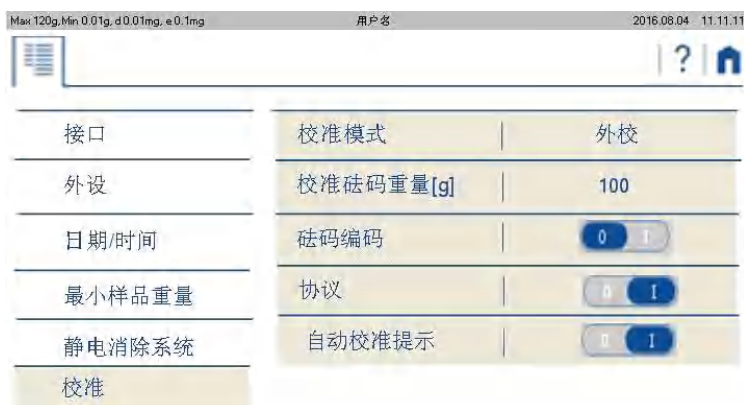 Max 120g,Min 0.01g, d 0.01mg, e 0.1mg 用户名 2016.08.04 11.11.11
?
接口 校准模式 外校
外设 校准砝码重量[g] 100
日期/时间 砝码编码 0 I
最小样品重量 协议 0 I
静电消除系统 自动校准提示 0 I
校准